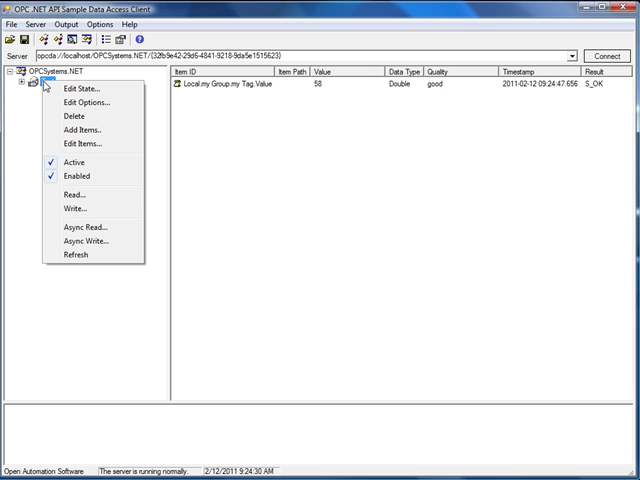 OPC .NET API Sample Data Access Client
File Server Output Options Help
Server opcda://localhost/OPCSystems.NET/{32fb9e42-29d6-4841-9218-9da5e1515623} Connect
OPCSystems.NET
Item ID Item Path Value Data Type Quality Timestamp Result
Local.my Group.my Tag.Value 58 Double good 2011-02-12 09:24:47.656 S_OK
Edit State...
Edit Options...
Delete
Add Items..
Edit Items...
Active
Enabled
Read...
Write...
Async Read...
Async Write...
Refresh
Open Automation Software The server is running normally. 2/12/2011 9:24:30 AM